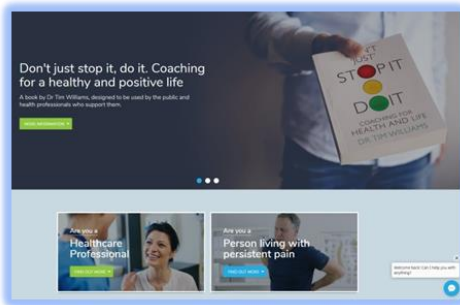 Don't just stop it, do it. Coaching
for a healthy and positive life
A book by Dr Tim Williams, designed to be used by the public and
health professionals who support them.
MORE INFORMATION
DON'T
JUST
STOP IT
DO IT
COACHING FOR
HEALTH AND LIFE
DR TIM WILLIAMS
Are you a
Healthcare
Professional
FIND OUT MORE
Are you a
Person living with
persistent pain
FIND OUT MORE
Welcome back! Can I help you with
anything?